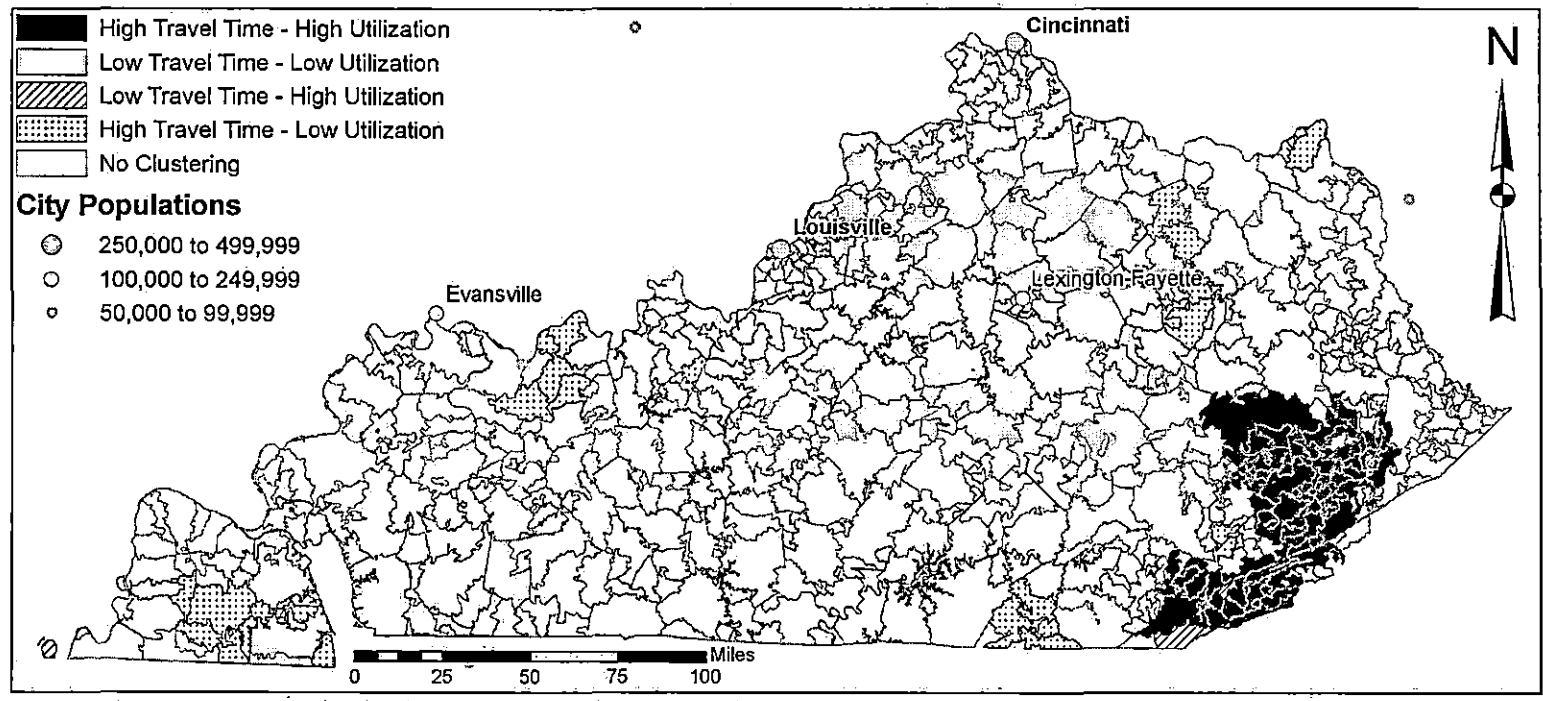 High Travel Time - High Utilization
Low Travel Time - Low Utilization
Low Travel Time - High Utilization
High Travel Time - Low Utilization
No Clustering
City Populations
250,000 to 499,999
100,000 to 249,999
50,000 to 99,999
Cincinnati
N
Louisville
Lexington-Fayette
Evansville
Miles
0 25 50 75 100